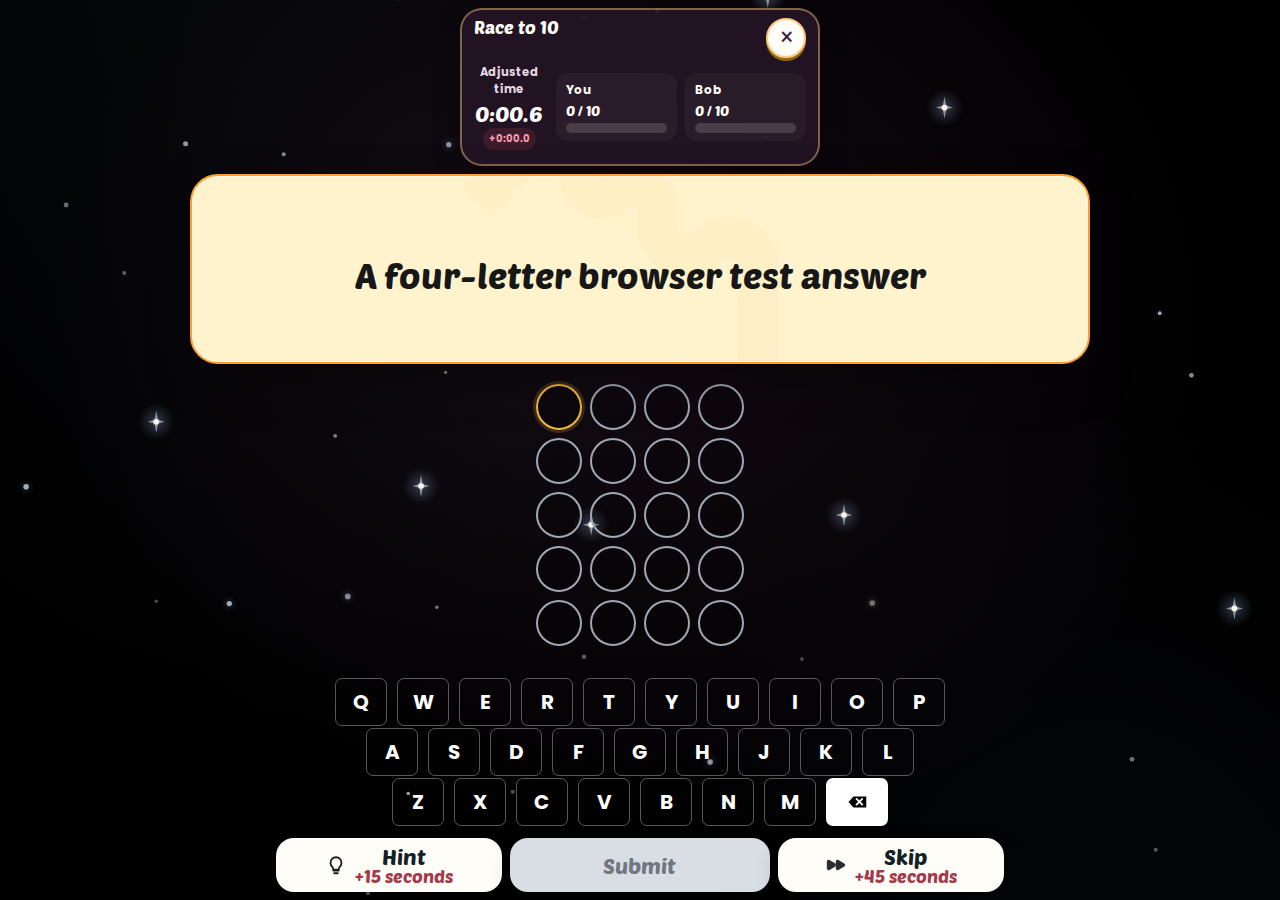 Race to 10
×
Adjusted
time
0:00.6
+0:00.0
You
0 / 10
Bob
0 / 10
A four-letter browser test answer
Q W E R T Y U I O P
A S D F G H J K L
Z X C V B N M
Hint
+15 seconds
Submit
Skip
+45 seconds